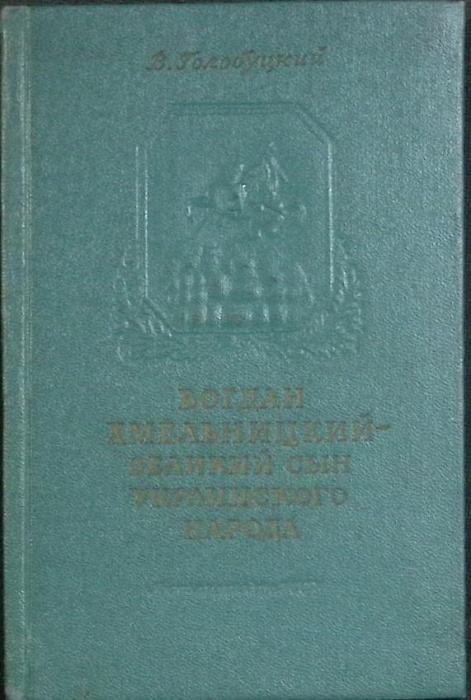 В. Голобуцкий
БОГДАН
ХМЕЛЬНИЦКИЙ-
ВЕЛИКИЙ СЫН
УКРАИНСКОГО
НАРОДА